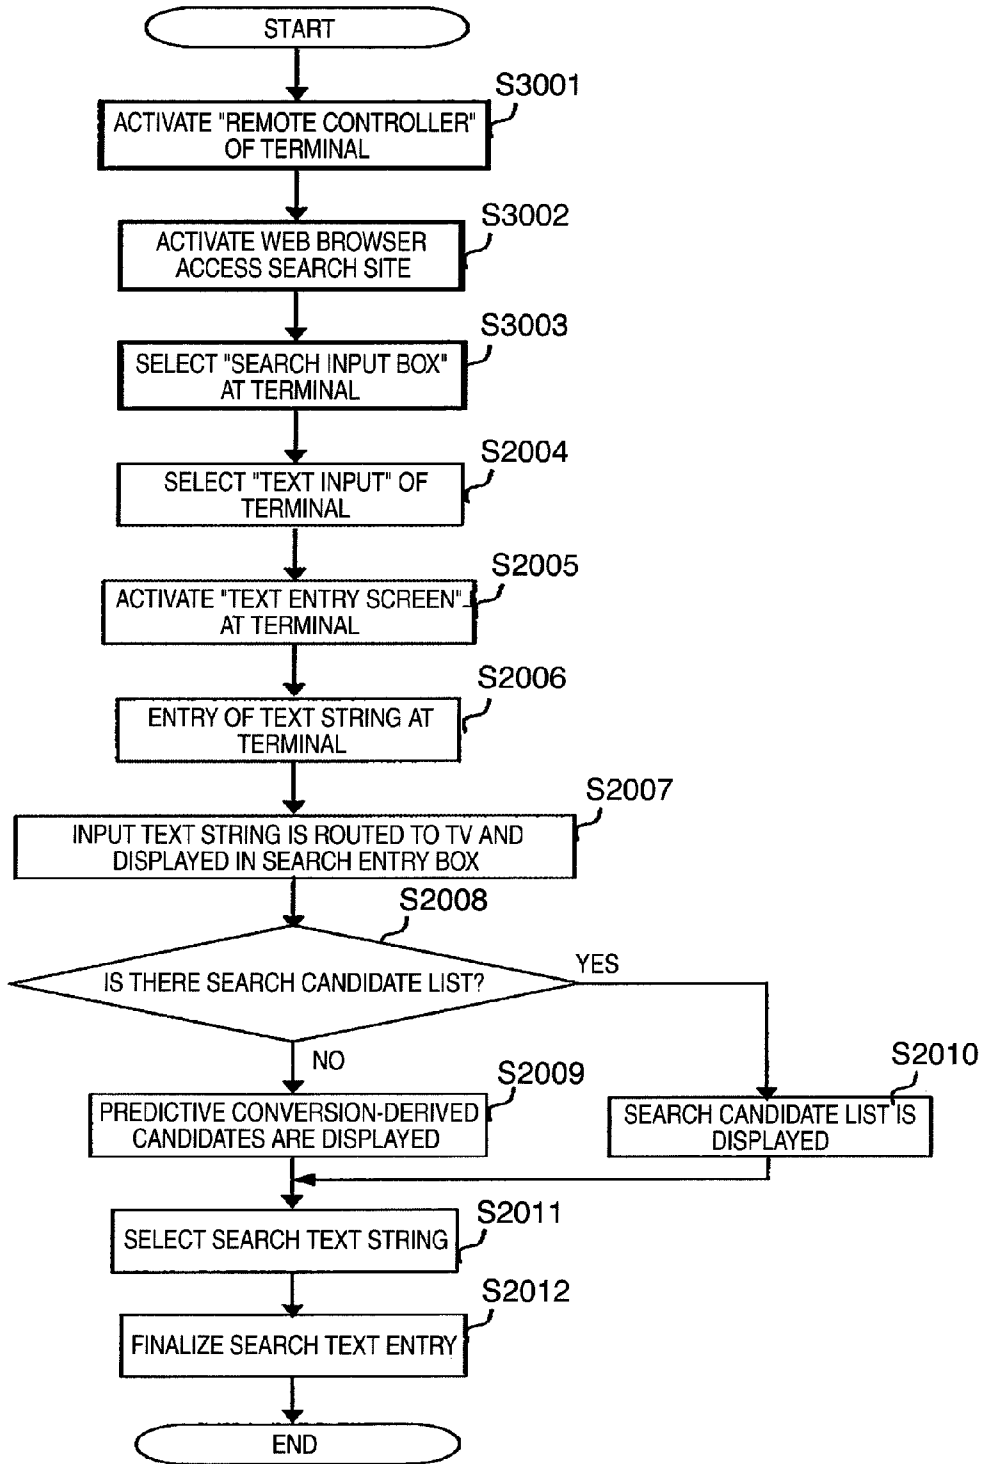 START
S3001
ACTIVATE "REMOTE CONTROLLER"
OF TERMINAL
S3002
ACTIVATE WEB BROWSER
ACCESS SEARCH SITE
S3003
SELECT "SEARCH INPUT BOX"
AT TERMINAL
S2004
SELECT "TEXT INPUT" OF
TERMINAL
S2005
ACTIVATE "TEXT ENTRY SCREEN"
AT TERMINAL
S2006
ENTRY OF TEXT STRING AT
TERMINAL
S2007
INPUT TEXT STRING IS ROUTED TO TV AND
DISPLAYED IN SEARCH ENTRY BOX
S2008
IS THERE SEARCH CANDIDATE LIST?
YES
NO
S2009
PREDICTIVE CONVERSION-DERIVED
CANDIDATES ARE DISPLAYED
S2010
SEARCH CANDIDATE LIST IS
DISPLAYED
S2011
SELECT SEARCH TEXT STRING
S2012
FINALIZE SEARCH TEXT ENTRY
END